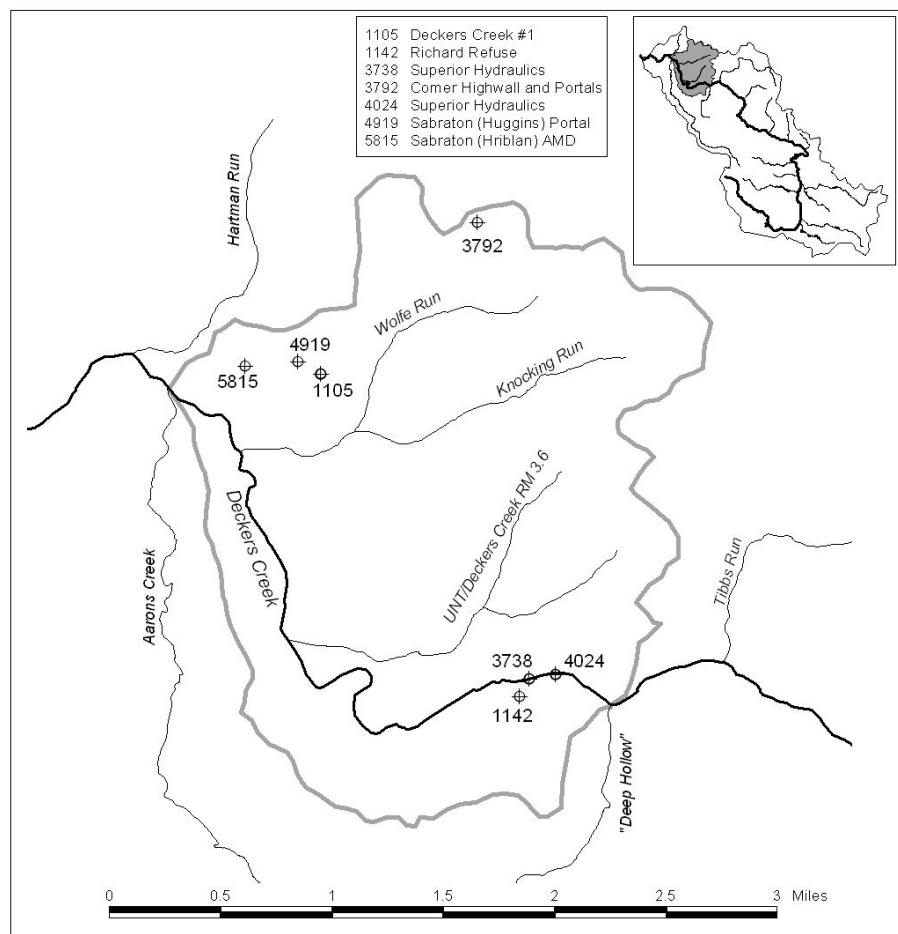 1105 Deckers Creek #1
1142 Richard Refuse
3738 Superior Hydraulics
3792 Comer Highwall and Portals
4024 Superior Hydraulics
4919 Sabraton (Huggins) Portal
5815 Sabraton (Hriblan) AMD
Hartman Run
3792
Wolfe Run
4919
5815
1105
Knocking Run
UNT/Deckers Creek RM 3.6
Deckers Creek
Aarons Creek
Tibbs Run
3738
4024
1142
"Deep Hollow"
0 0.5 1 1.5 2 2.5 3 Miles